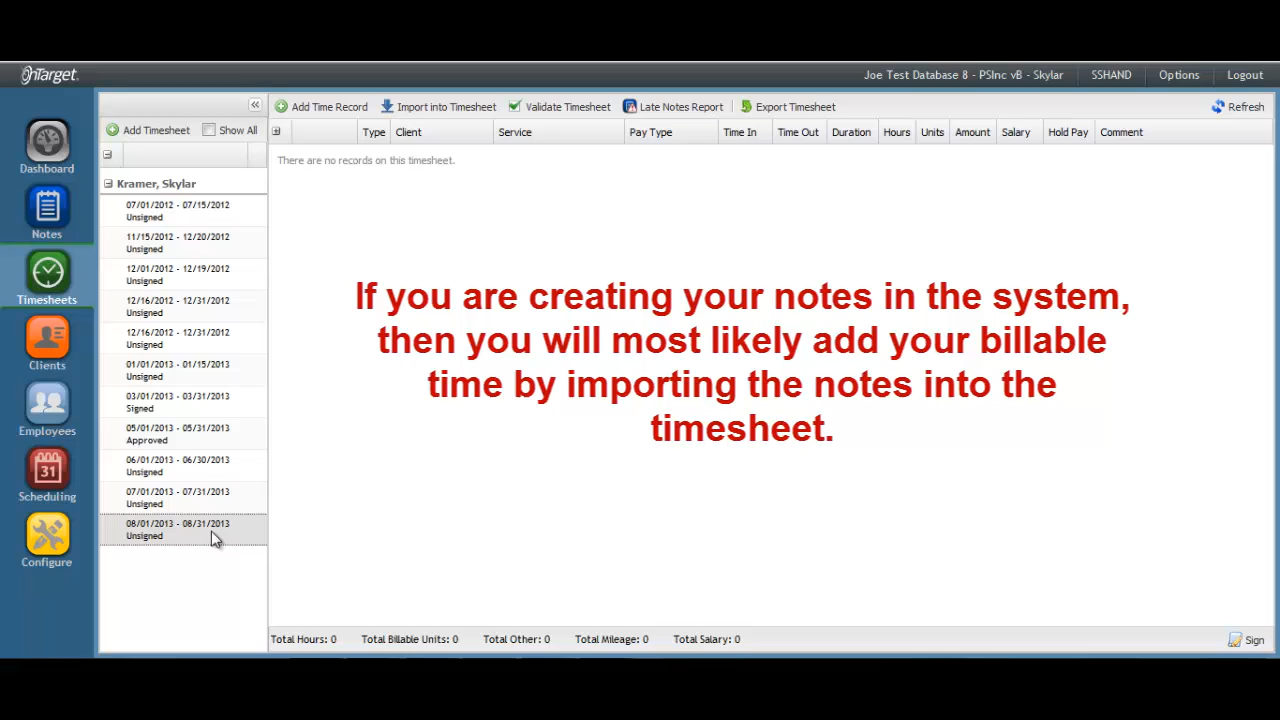 OnTarget.
Joe Test Database 8 - PSInc vB - Skylar SSHAND Options Logout
Dashboard
Notes
Timesheets
Clients
Employees
31
Scheduling
Configure
Add Timesheet Show All
Kramer, Skylar
07/01/2012 - 07/15/2012
Unsigned
11/15/2012 - 12/20/2012
Unsigned
12/01/2012 - 12/19/2012
Unsigned
12/16/2012 - 12/31/2012
Unsigned
12/16/2012 - 12/31/2012
Unsigned
01/01/2013 - 01/15/2013
Unsigned
03/01/2013 - 03/31/2013
Signed
05/01/2013 - 05/31/2013
Approved
06/01/2013 - 06/30/2013
Unsigned
07/01/2013 - 07/31/2013
Unsigned
08/01/2013 - 08/31/2013
Unsigned
Add Time Record Import into Timesheet Validate Timesheet Late Notes Report Export Timesheet Refresh
Type Client Service Pay Type Time In Time Out Duration Hours Units Amount Salary Hold Pay Comment
There are no records on this timesheet.
If you are creating your notes in the system,
then you will most likely add your billable
time by importing the notes into the
timesheet.
Total Hours: 0 Total Billable Units: 0 Total Other: 0 Total Mileage: 0 Total Salary: 0 Sign